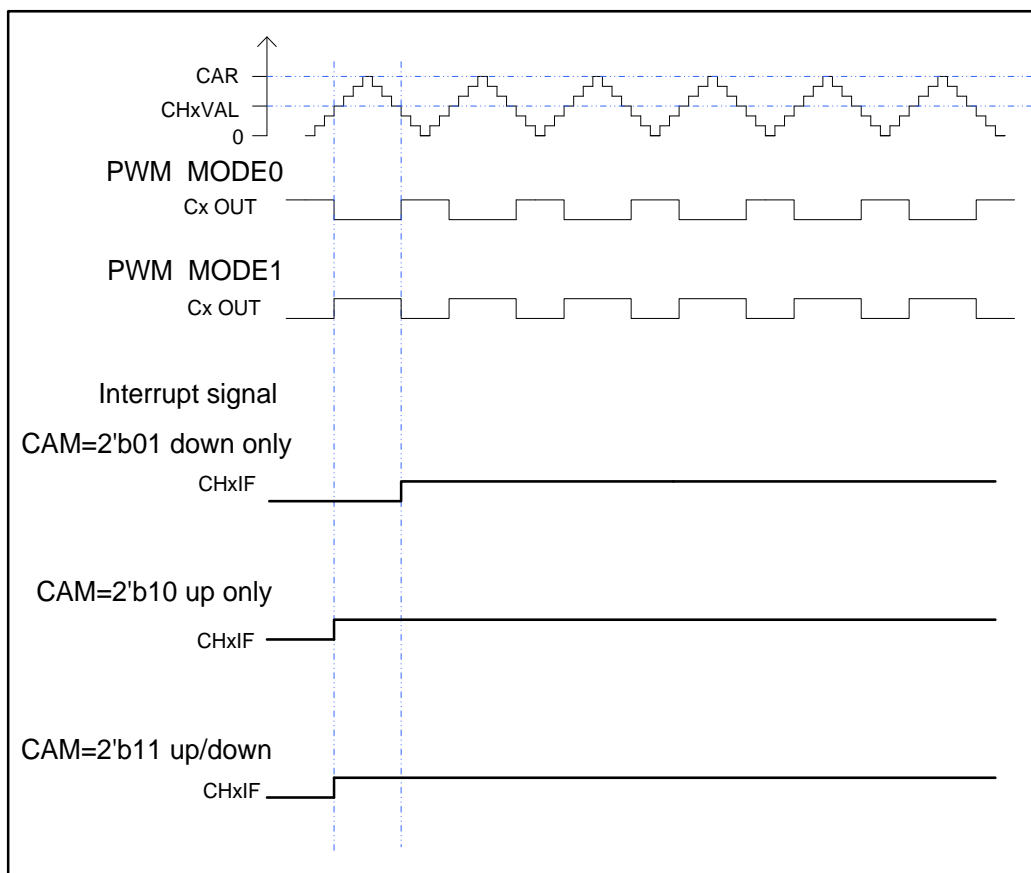 CAR
CHxVAL
0
PWM MODE0
Cx OUT
PWM MODE1
Cx OUT
Interrupt signal
CAM=2'b01 down only
CHxIF
CAM=2'b10 up only
CHxIF
CAM=2'b11 up/down
CHxIF